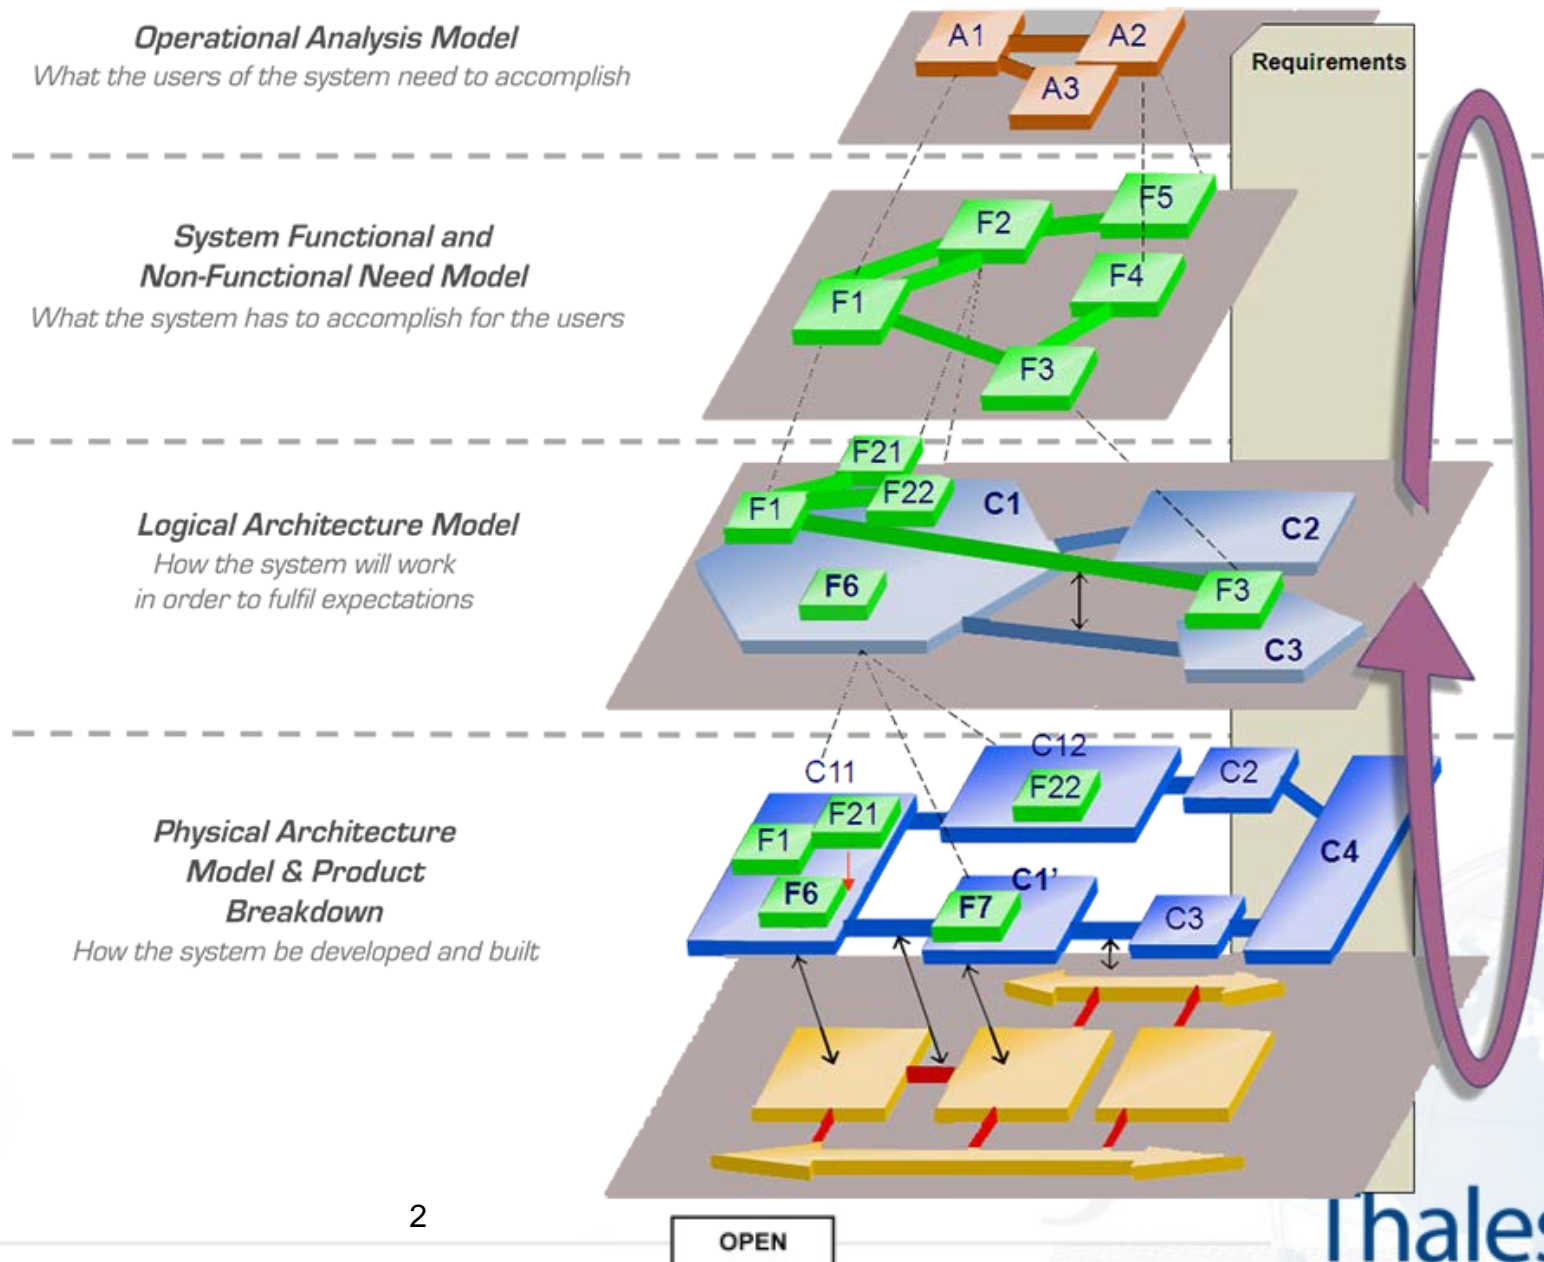 Operational Analysis Model
What the users of the system need to accomplish
A1
A2
A3
Requirements
System Functional and
Non-Functional Need Model
What the system has to accomplish for the users
F5
F2
F4
F1
F3
Logical Architecture Model
How the system will work
in order to fulfil expectations
F21
F22
F1
C1
C2
F6
F3
C3
Physical Architecture
Model & Product
Breakdown
How the system be developed and built
C12
C11
F22
C2
F21
F1
C4
F6
C1’
F7
C3
2
OPEN
Thales